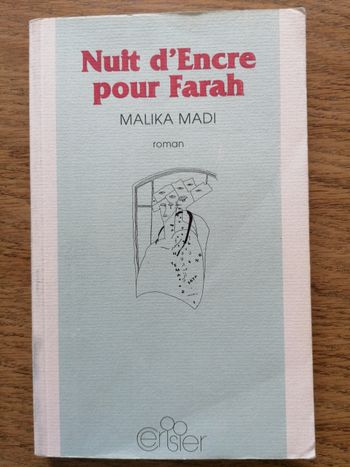 Nuit d'Encre
pour Farah
MALIKA MADI
roman
Cerisier